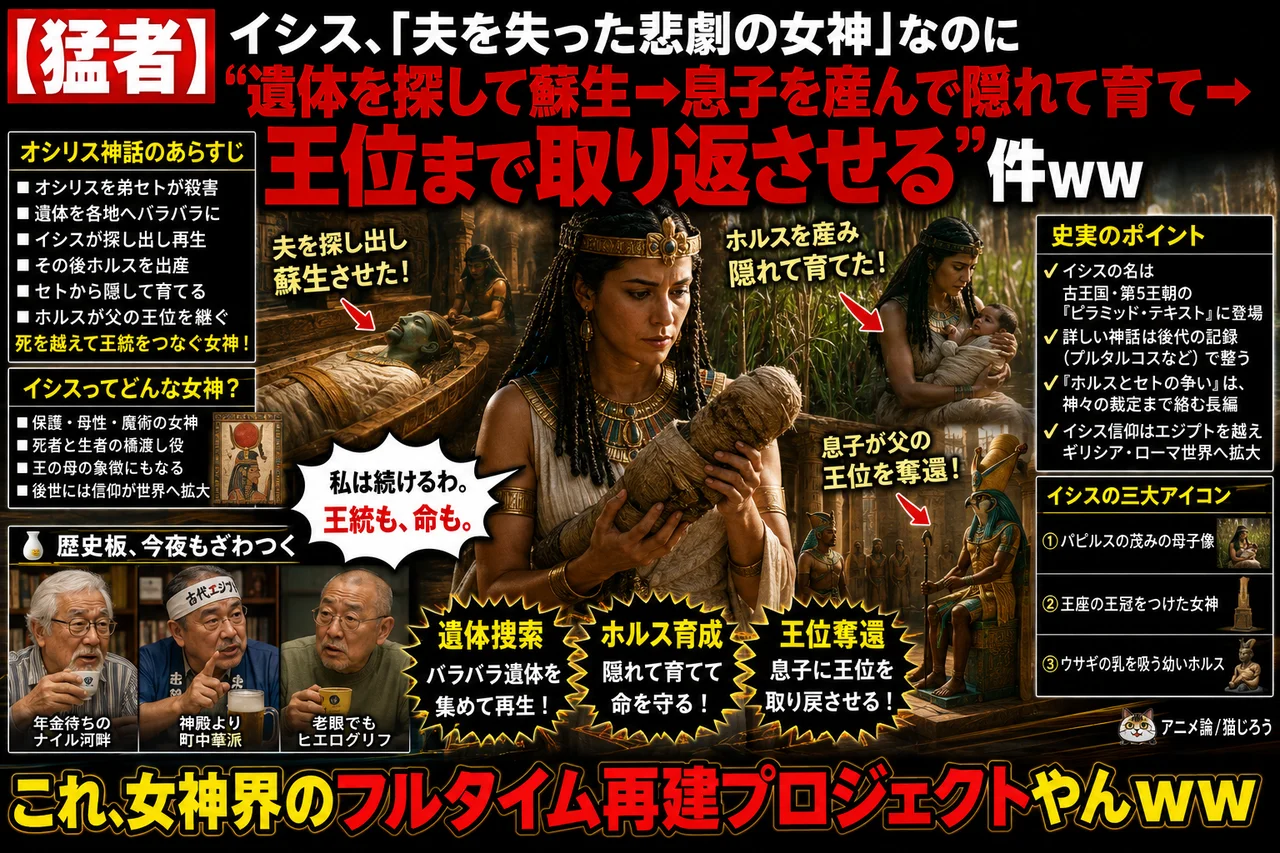 【猛者】
イシス、「夫を失った悲劇の女神」なのに
“遺体を探して蘇生→息子を産んで隠れて育て→
王位まで取り返させる”件ww
オシリス神話のあらすじ
■ オシリスを弟セトが殺害
■ 遺体を各地へバラバラに
■ イシスが探し出し再生
■ その後ホルスを出産
■ セトから隠して育てる
■ ホルスが父の王位を継ぐ
死を越えて王統をつなぐ女神!
イシスってどんな女神?
■ 保護・母性・魔術の女神
■ 死者と生者の橋渡し役
■ 王の母の象徴にもなる
■ 後世には信仰が世界へ拡大
夫を探し出し
蘇生させた!
ホルスを産み
隠れて育てた!
息子が父の
王位を奪還!
私は続けるわ。
王統も、命も。
史実のポイント
✓ イシスの名は
古王国・第5王朝の
『ピラミッド・テキスト』に登場
✓ 詳しい神話は後代の記録
(プルタルコスなど)で整う
✓ 『ホルスとセトの争い』は、
神々の裁定まで絡む長編
✓ イシス信仰はエジプトを越え
ギリシア・ローマ世界へ拡大
イシスの三大アイコン
① パピルスの茂みの母子像
② 王座の王冠をつけた女神
③ ウサギの乳を吸う幼いホルス
歴史板、今夜もざわつく
古代エジプト
年金待ちの
ナイル河畔
神殿より
町中華派
老眼でも
ヒエログリフ
遺体捜索
バラバラ遺体を
集めて再生!
ホルス育成
隠れて育てて
命を守る!
王位奪還
息子に王位を
取り戻させる!
アニメ論/猫じろう
これ、女神界のフルタイム再建プロジェクトやんww